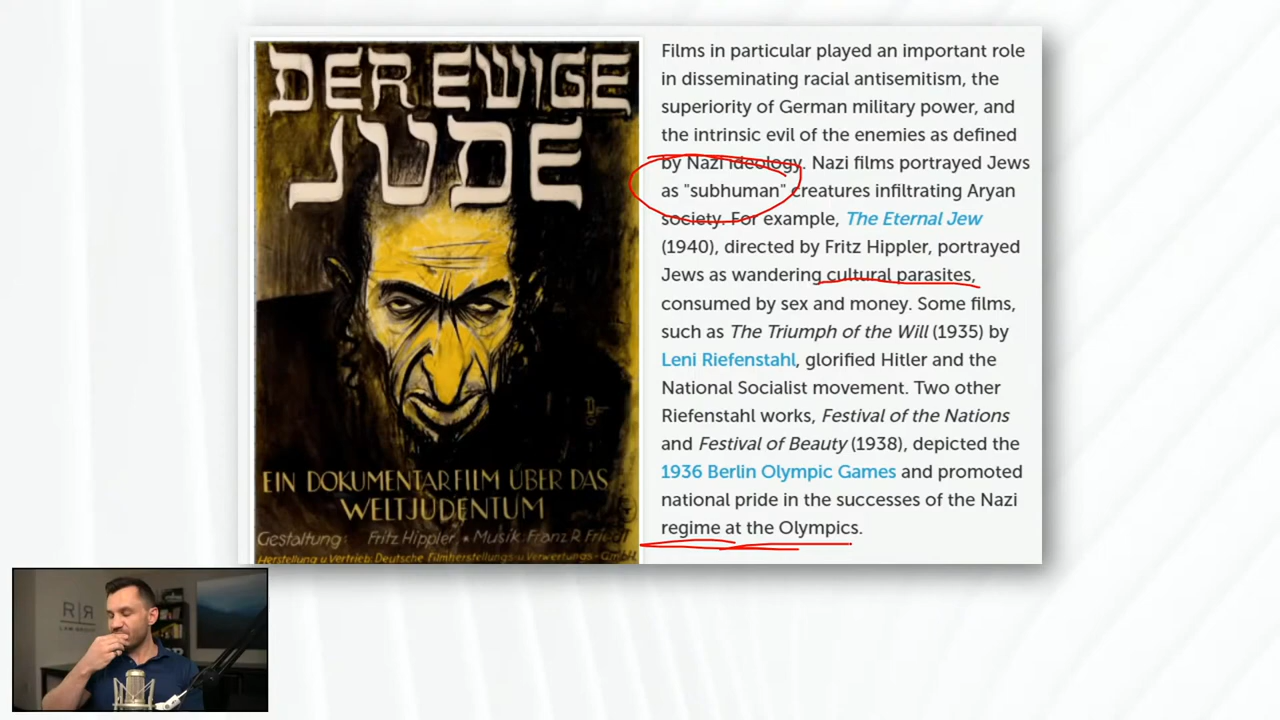 DER EWIGE
JUDE
EIN DOKUMENTARFILM ÜBER DAS
WELTJUDENTUM
Gestaltung: Fritz Hippler * Musik: Franz R. Friedl
Herstellung u. Vertrieb: Deutsche Filmherstellungs-u. Verwertungs-GmbH
Films in particular played an important role
in disseminating racial antisemitism, the
superiority of German military power, and
the intrinsic evil of the enemies as defined
by Nazi ideology. Nazi films portrayed Jews
as "subhuman" creatures infiltrating Aryan
society. For example, The Eternal Jew
(1940), directed by Fritz Hippler, portrayed
Jews as wandering cultural parasites,
consumed by sex and money. Some films,
such as The Triumph of the Will (1935) by
Leni Riefenstahl, glorified Hitler and the
National Socialist movement. Two other
Riefenstahl works, Festival of the Nations
and Festival of Beauty (1938), depicted the
1936 Berlin Olympic Games and promoted
national pride in the successes of the Nazi
regime at the Olympics.
R|R
LAW GROUP